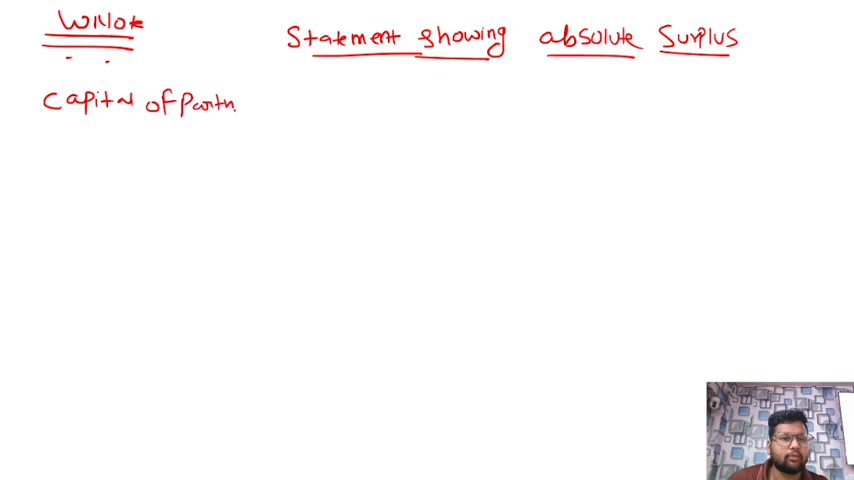 WNote
Statement showing absolute Surplus
Capital of Partn